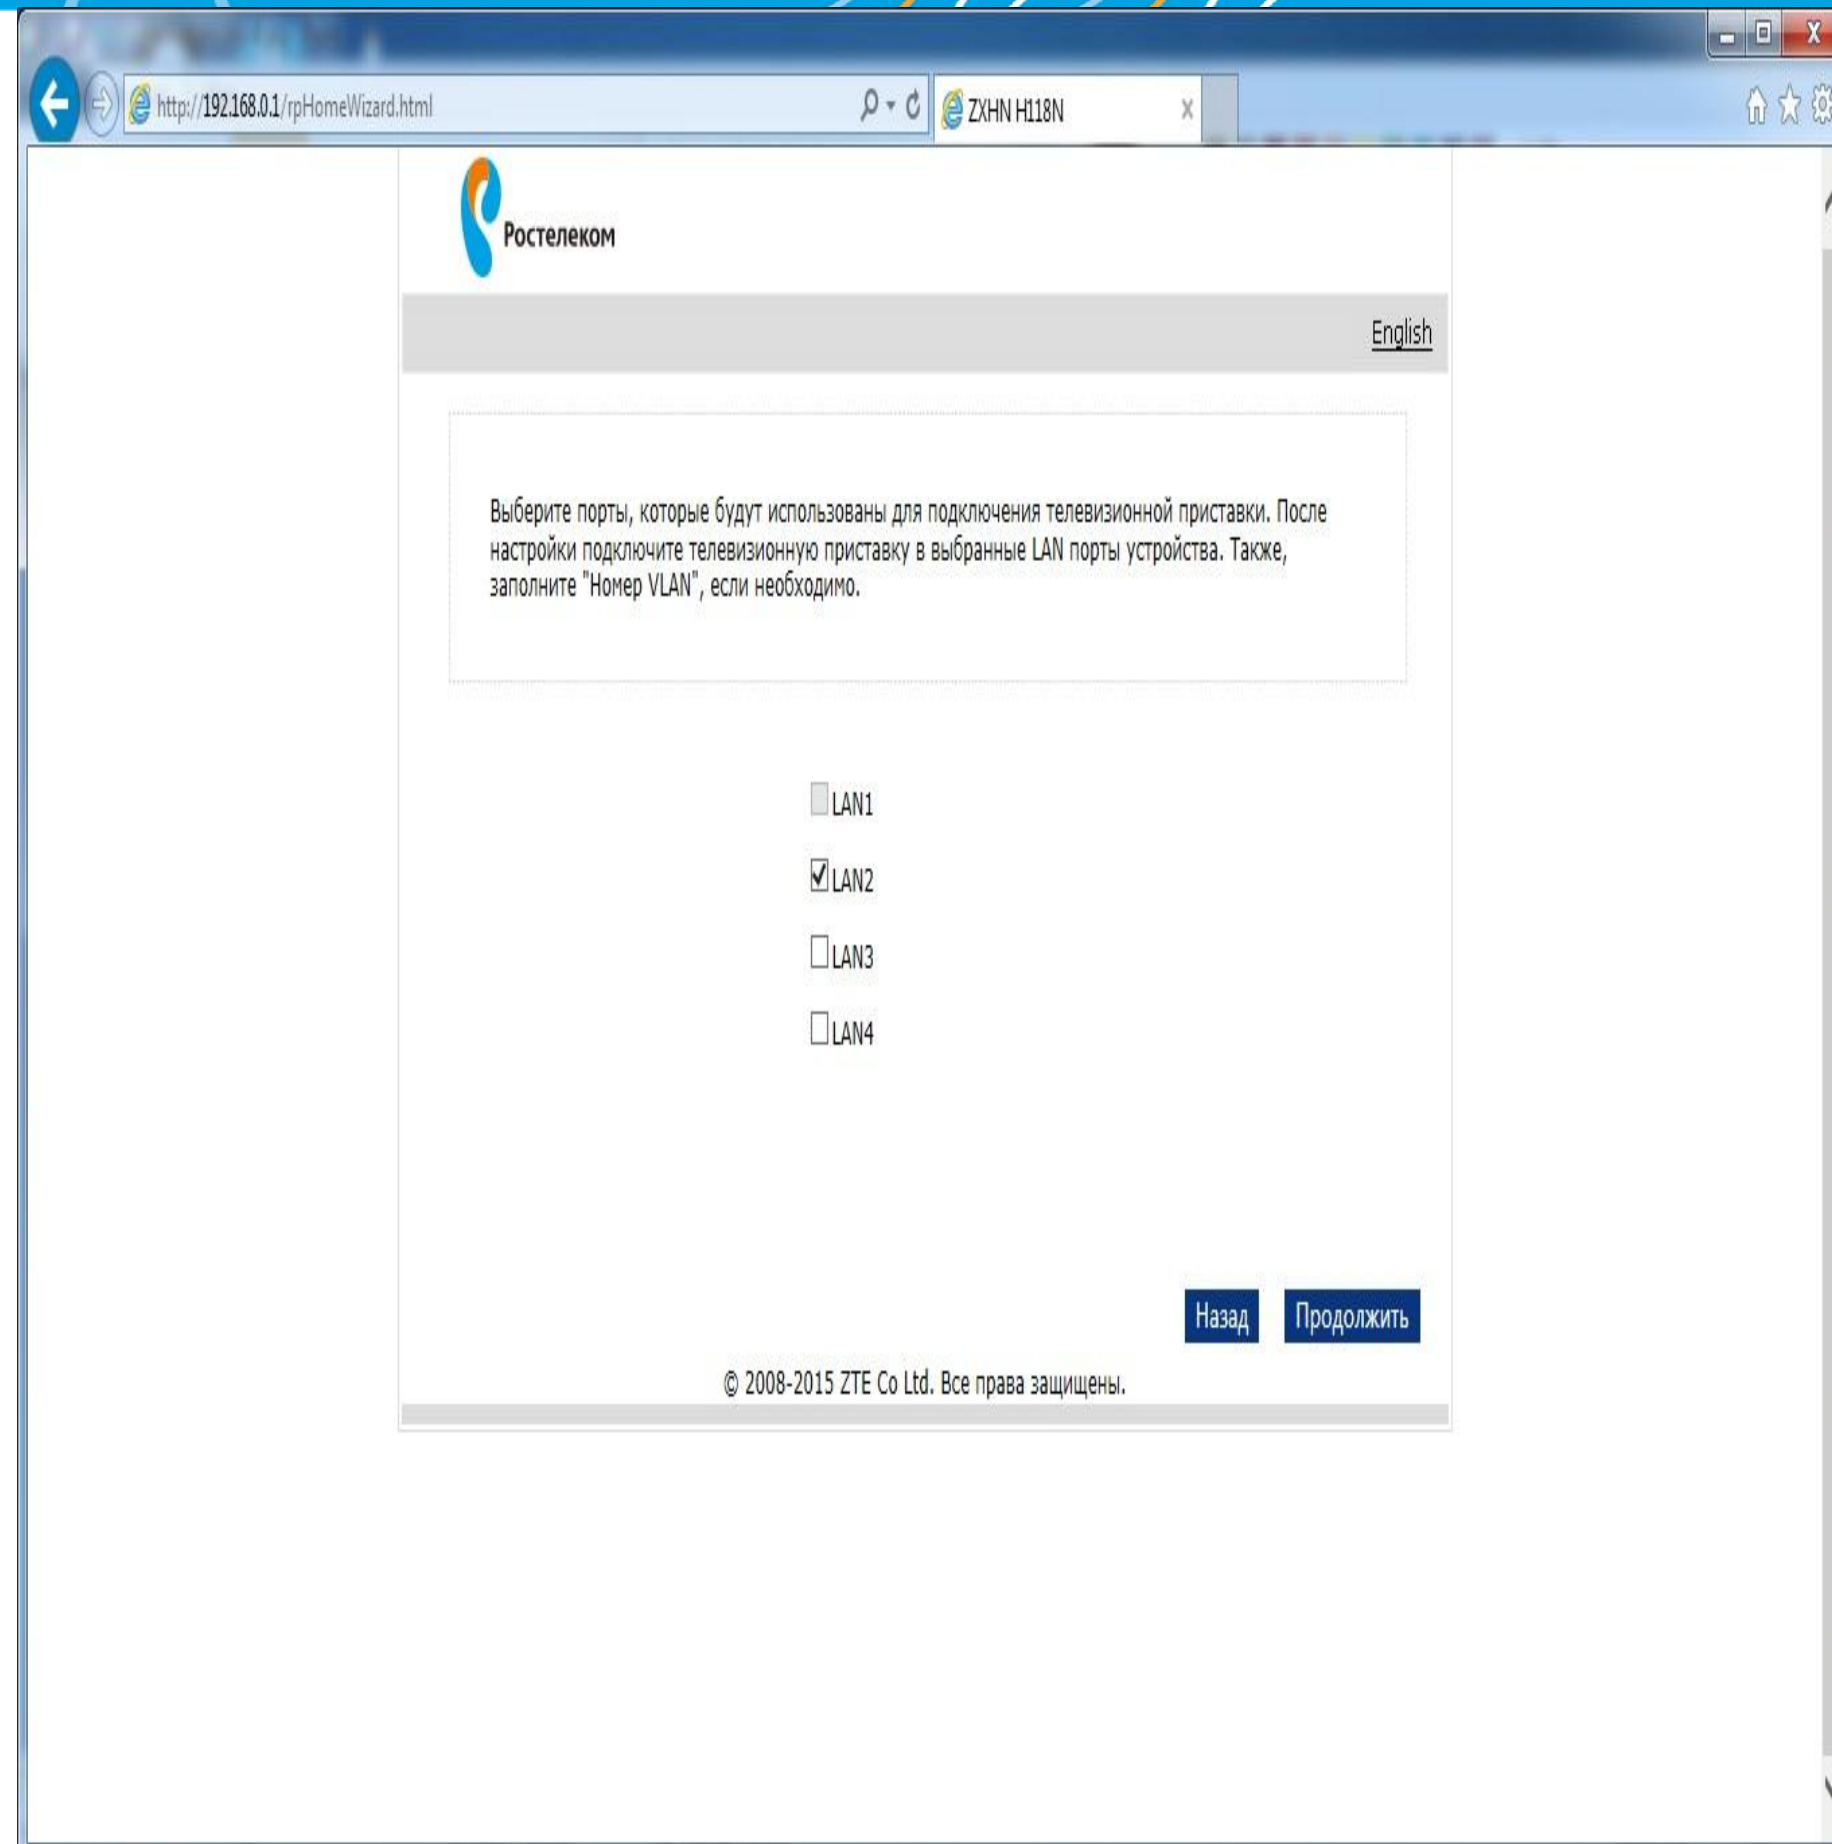 http://192.168.0.1/rpHomeWizard.html
ZXHN H118N
Ростелеком
English
Выберите порты, которые будут использованы для подключения телевизионной приставки. После
настройки подключите телевизионную приставку в выбранные LAN порты устройства. Также,
заполните "Номер VLAN", если необходимо.
LAN1
LAN2
LAN3
LAN4
Назад Продолжить
© 2008-2015 ZTE Co Ltd. Все права защищены.